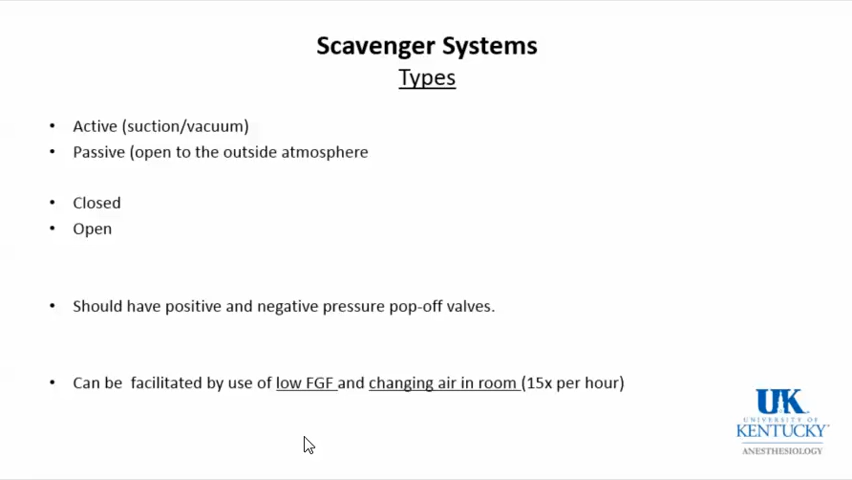 Scavenger Systems
Types
• Active (suction/vacuum)
• Passive (open to the outside atmosphere
• Closed
• Open
• Should have positive and negative pressure pop-off valves.
• Can be  facilitated by use of low FGF and changing air in room (15x per hour)
UK
UNIVERSITY OF
KENTUCKY
ANESTHESIOLOGY